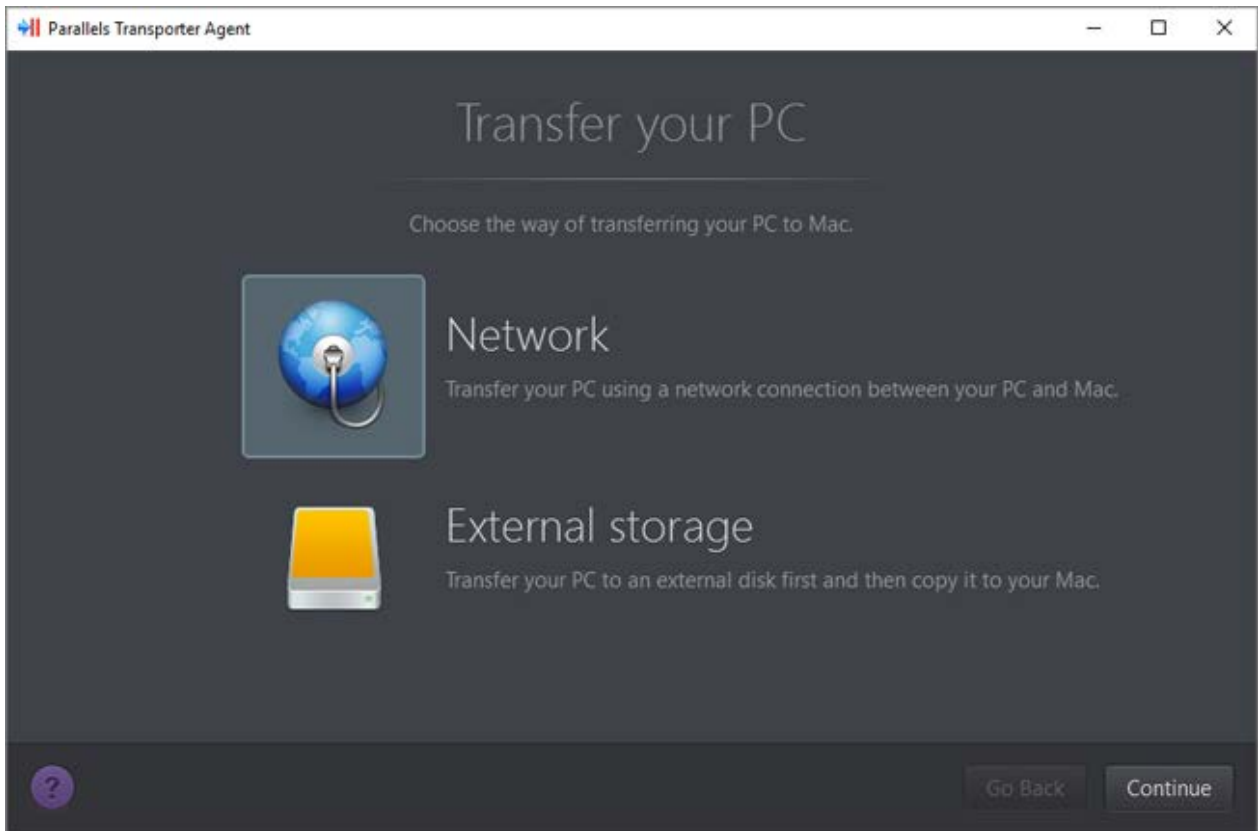 Parallels Transporter Agent
Transfer your PC
Choose the way of transferring your PC to Mac.
Network
Transfer your PC using a network connection between your PC and Mac.
External storage
Transfer your PC to an external disk first and then copy it to your Mac.
?
Go Back
Continue